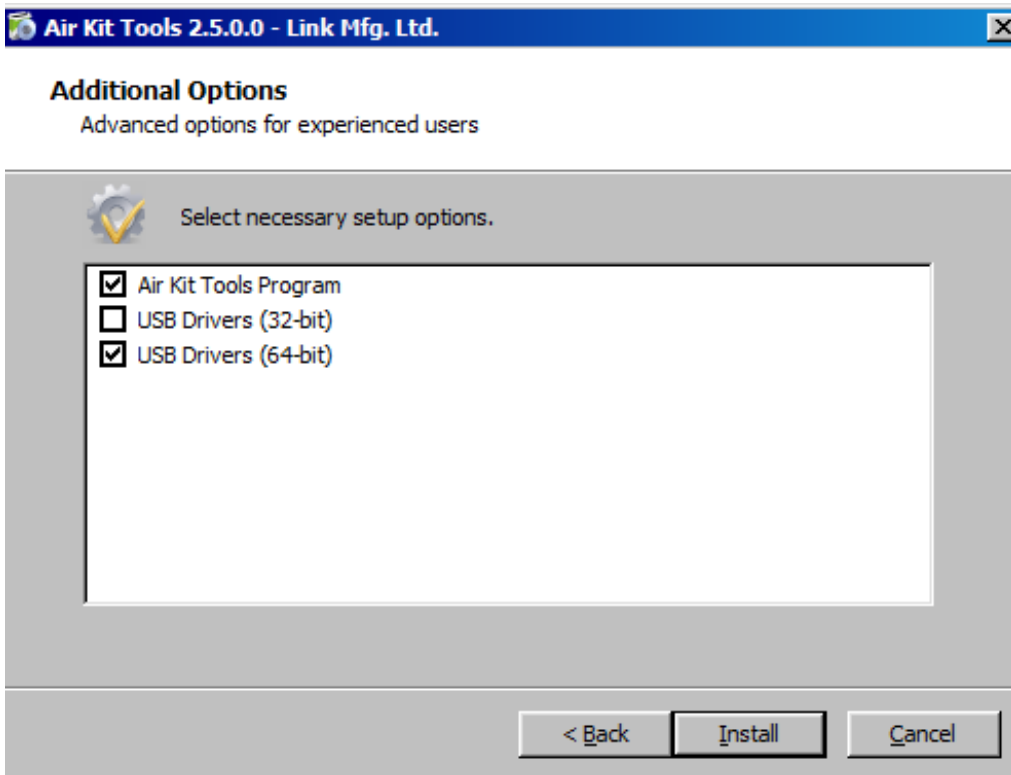 Air Kit Tools 2.5.0.0 - Link Mfg. Ltd.
Additional Options
Advanced options for experienced users
Select necessary setup options.
Air Kit Tools Program
USB Drivers (32-bit)
USB Drivers (64-bit)
< Back Install Cancel